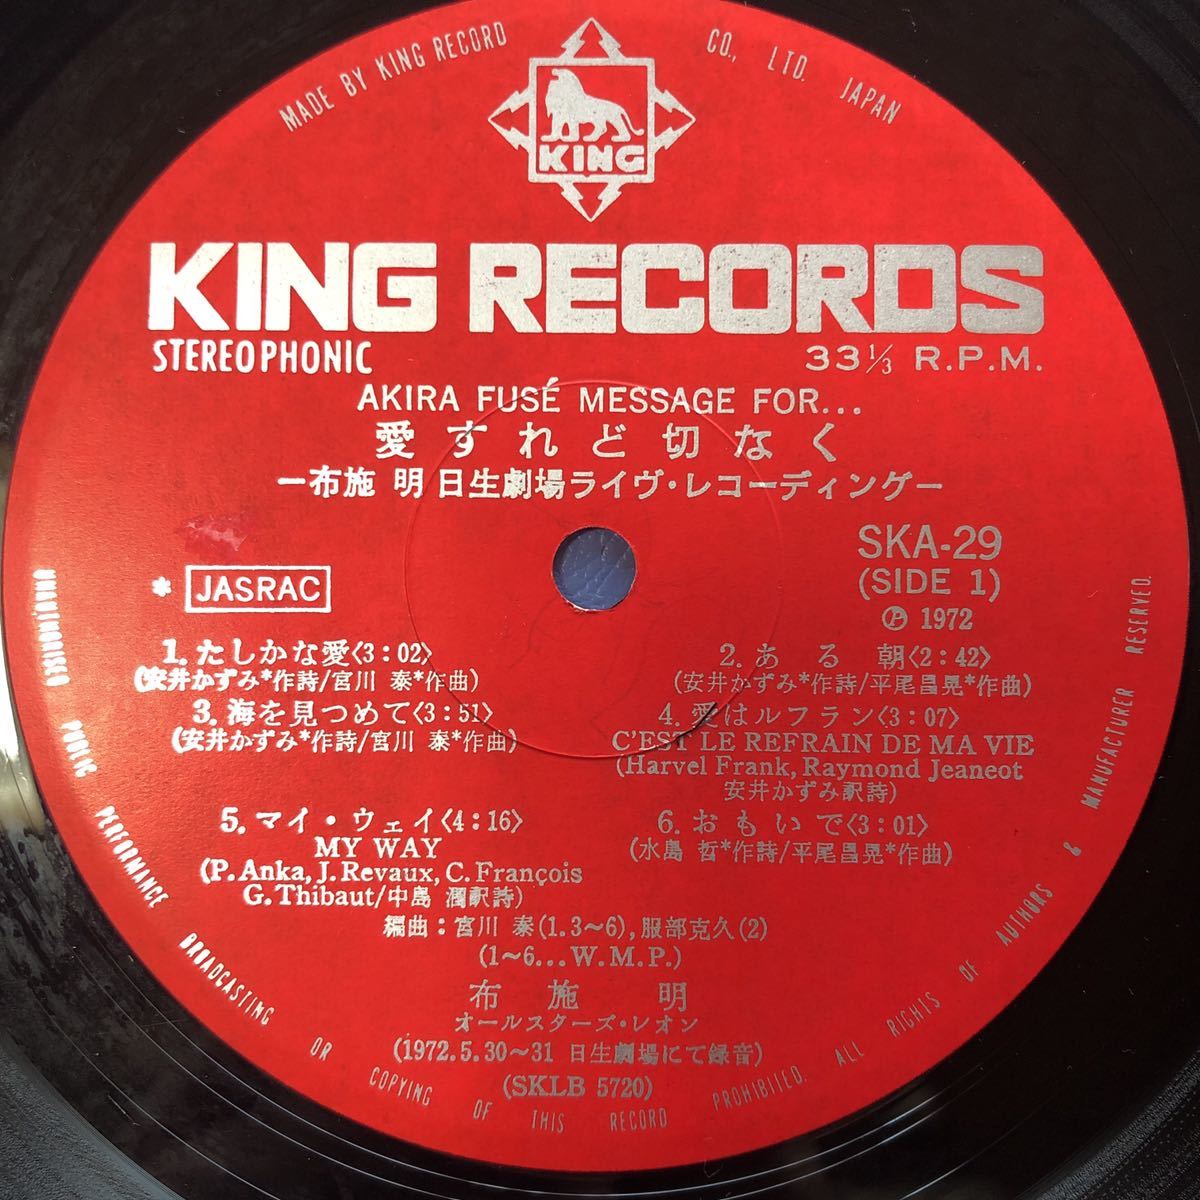 MADE BY KING RECORD CO., LTD. JAPAN
KING
KING RECORDS
STEREOPHONIC
33 1/3 R.P.M.
AKIRA FUSÉ MESSAGE FOR...
愛すれど切なく
—布施 明 日生劇場ライヴ・レコーディング—
SKA-29
(SIDE 1)
Ⓟ 1972
* JASRAC
1. たしかな愛〈3:02〉
(安井かずみ*作詩/宮川 泰*作曲)
2. ある 朝〈2:42〉
(安井かずみ*作詩/平尾昌晃*作曲)
3. 海を見つめて〈3:51〉
(安井かずみ*作詩/宮川 泰*作曲)
4. 愛はルフラン〈3:07〉
C'EST LE REFRAIN DE MA VIE
(Harvel Frank, Raymond Jeaneot
安井かずみ訳詩)
5. マイ・ウェイ〈4:16〉
MY WAY
(P. Anka, J. Revaux, C. François
G. Thibaut/中島 潤訳詩)
6. おもいで〈3:01〉
(水島 哲*作詩/平尾昌晃*作曲)
編曲:宮川 泰(1.3~6), 服部克久(2)
(1~6...W.M.P.)
布施 明
オールスターズ・レオン
(1972.5.30~31 日生劇場にて録音)
(SKLB 5720)
UNAUTHORISED PUBLIC PERFORMANCE BROADCASTING OR COPYING OF THIS RECORD PROHIBITED. ALL RIGHTS OF AUTHORS & MANUFACTURER RESERVED.